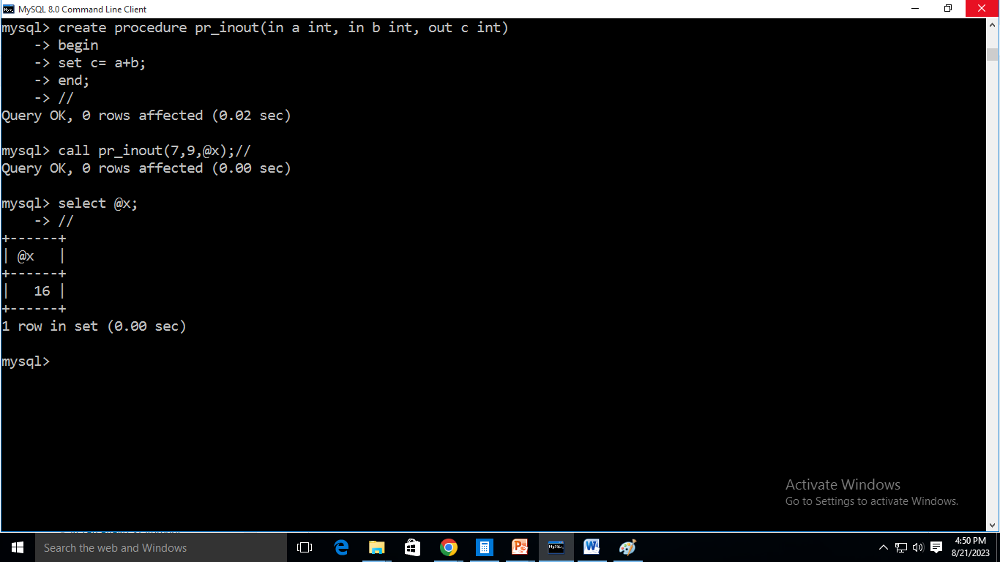 MySQL 8.0 Command Line Client
mysql> create procedure pr_inout(in a int, in b int, out c int)
    -> begin
    -> set c= a+b;
    -> end;
    -> //
Query OK, 0 rows affected (0.02 sec)
mysql> call pr_inout(7,9,@x);//
Query OK, 0 rows affected (0.00 sec)
mysql> select @x;
    -> //
+------+
| @x   |
+------+
|   16 |
+------+
1 row in set (0.00 sec)
mysql>
Activate Windows
Go to Settings to activate Windows.
Search the web and Windows
4:50 PM
8/21/2023